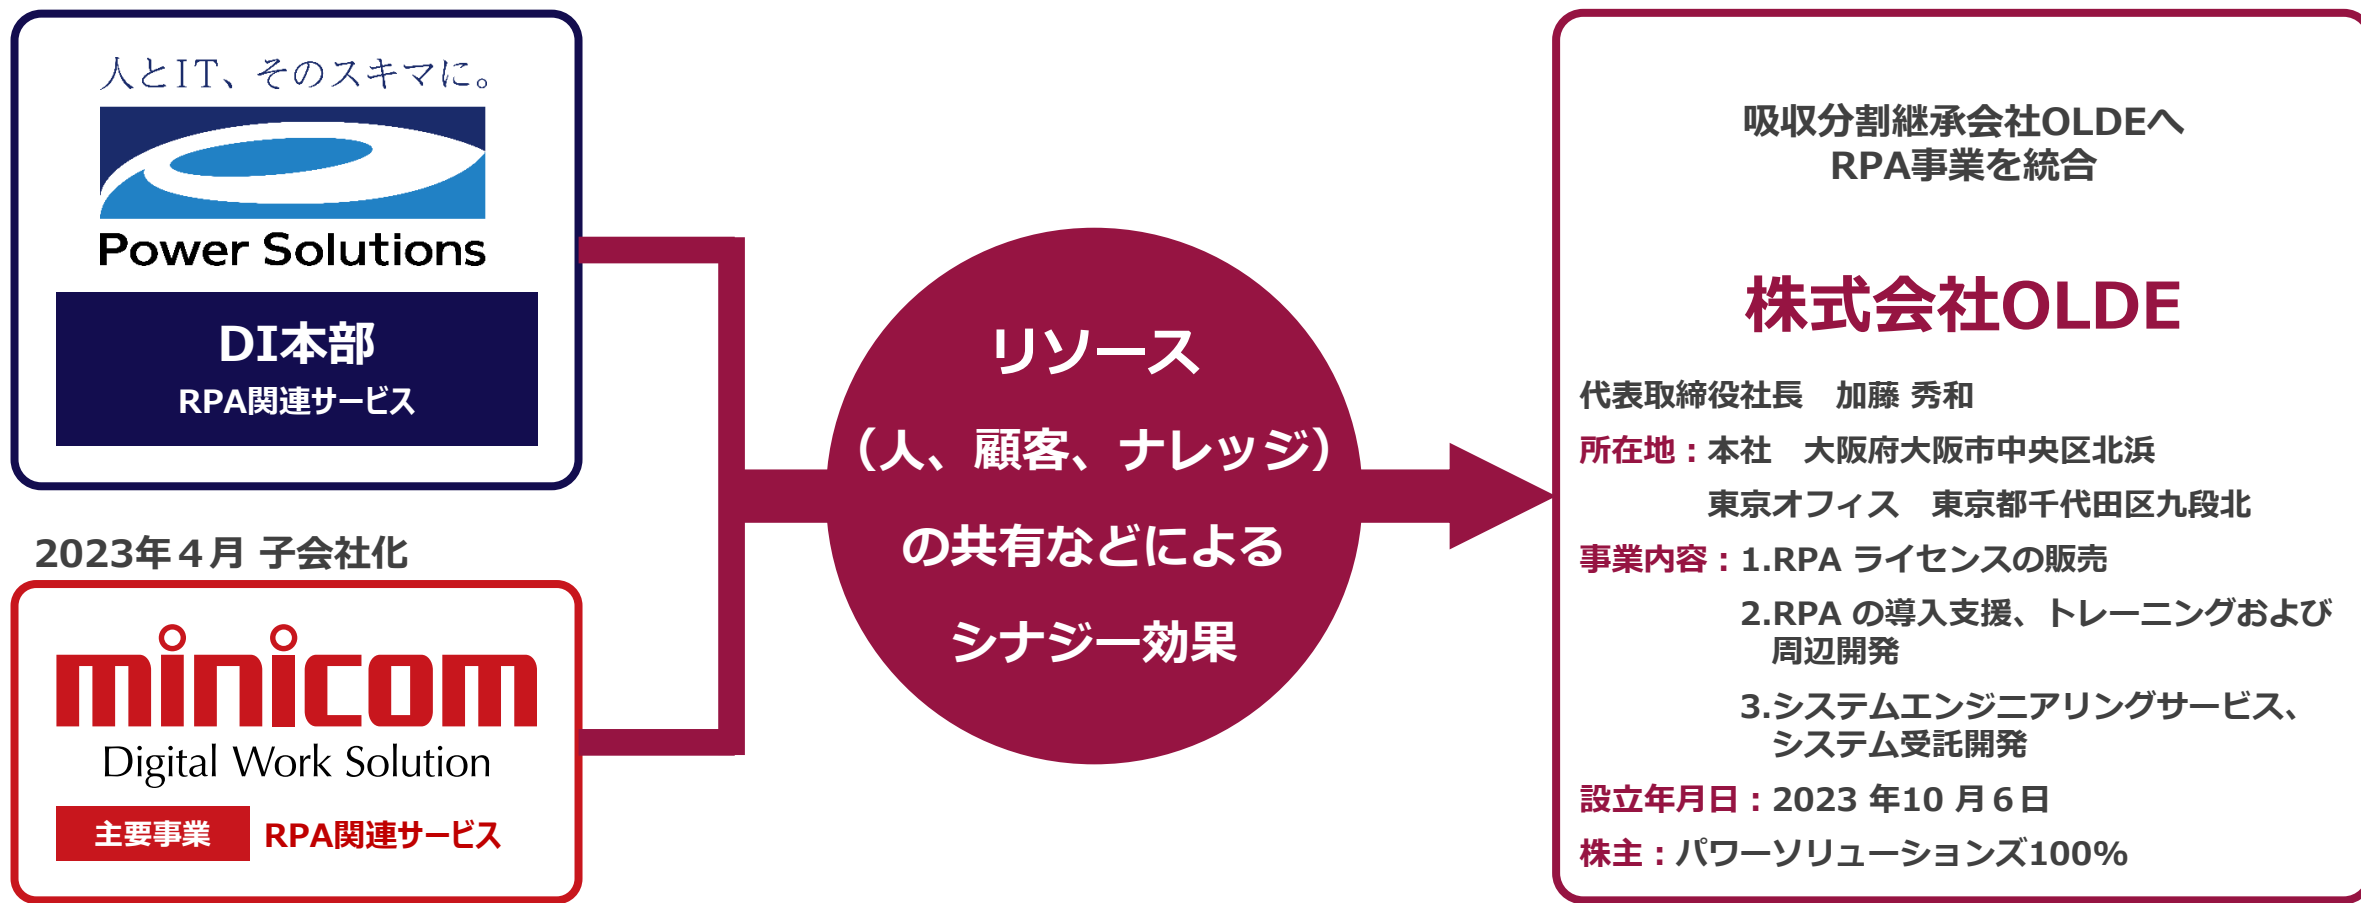 人とIT、そのスキマに。
Power Solutions
DI本部
RPA関連サービス
2023年４月 子会社化
minicom
Digital Work Solution
主要事業 RPA関連サービス
リソース
（人、顧客、ナレッジ）
の共有などによる
シナジー効果
吸収分割継承会社OLDEへ
RPA事業を統合
株式会社OLDE
代表取締役社長　加藤 秀和
所在地：本社　大阪府大阪市中央区北浜
東京オフィス　東京都千代田区九段北
事業内容：1.RPA ライセンスの販売
2.RPA の導入支援、トレーニングおよび
周辺開発
3.システムエンジニアリングサービス、
システム受託開発
設立年月日：2023 年10 月６日
株主：パワーソリューションズ100%